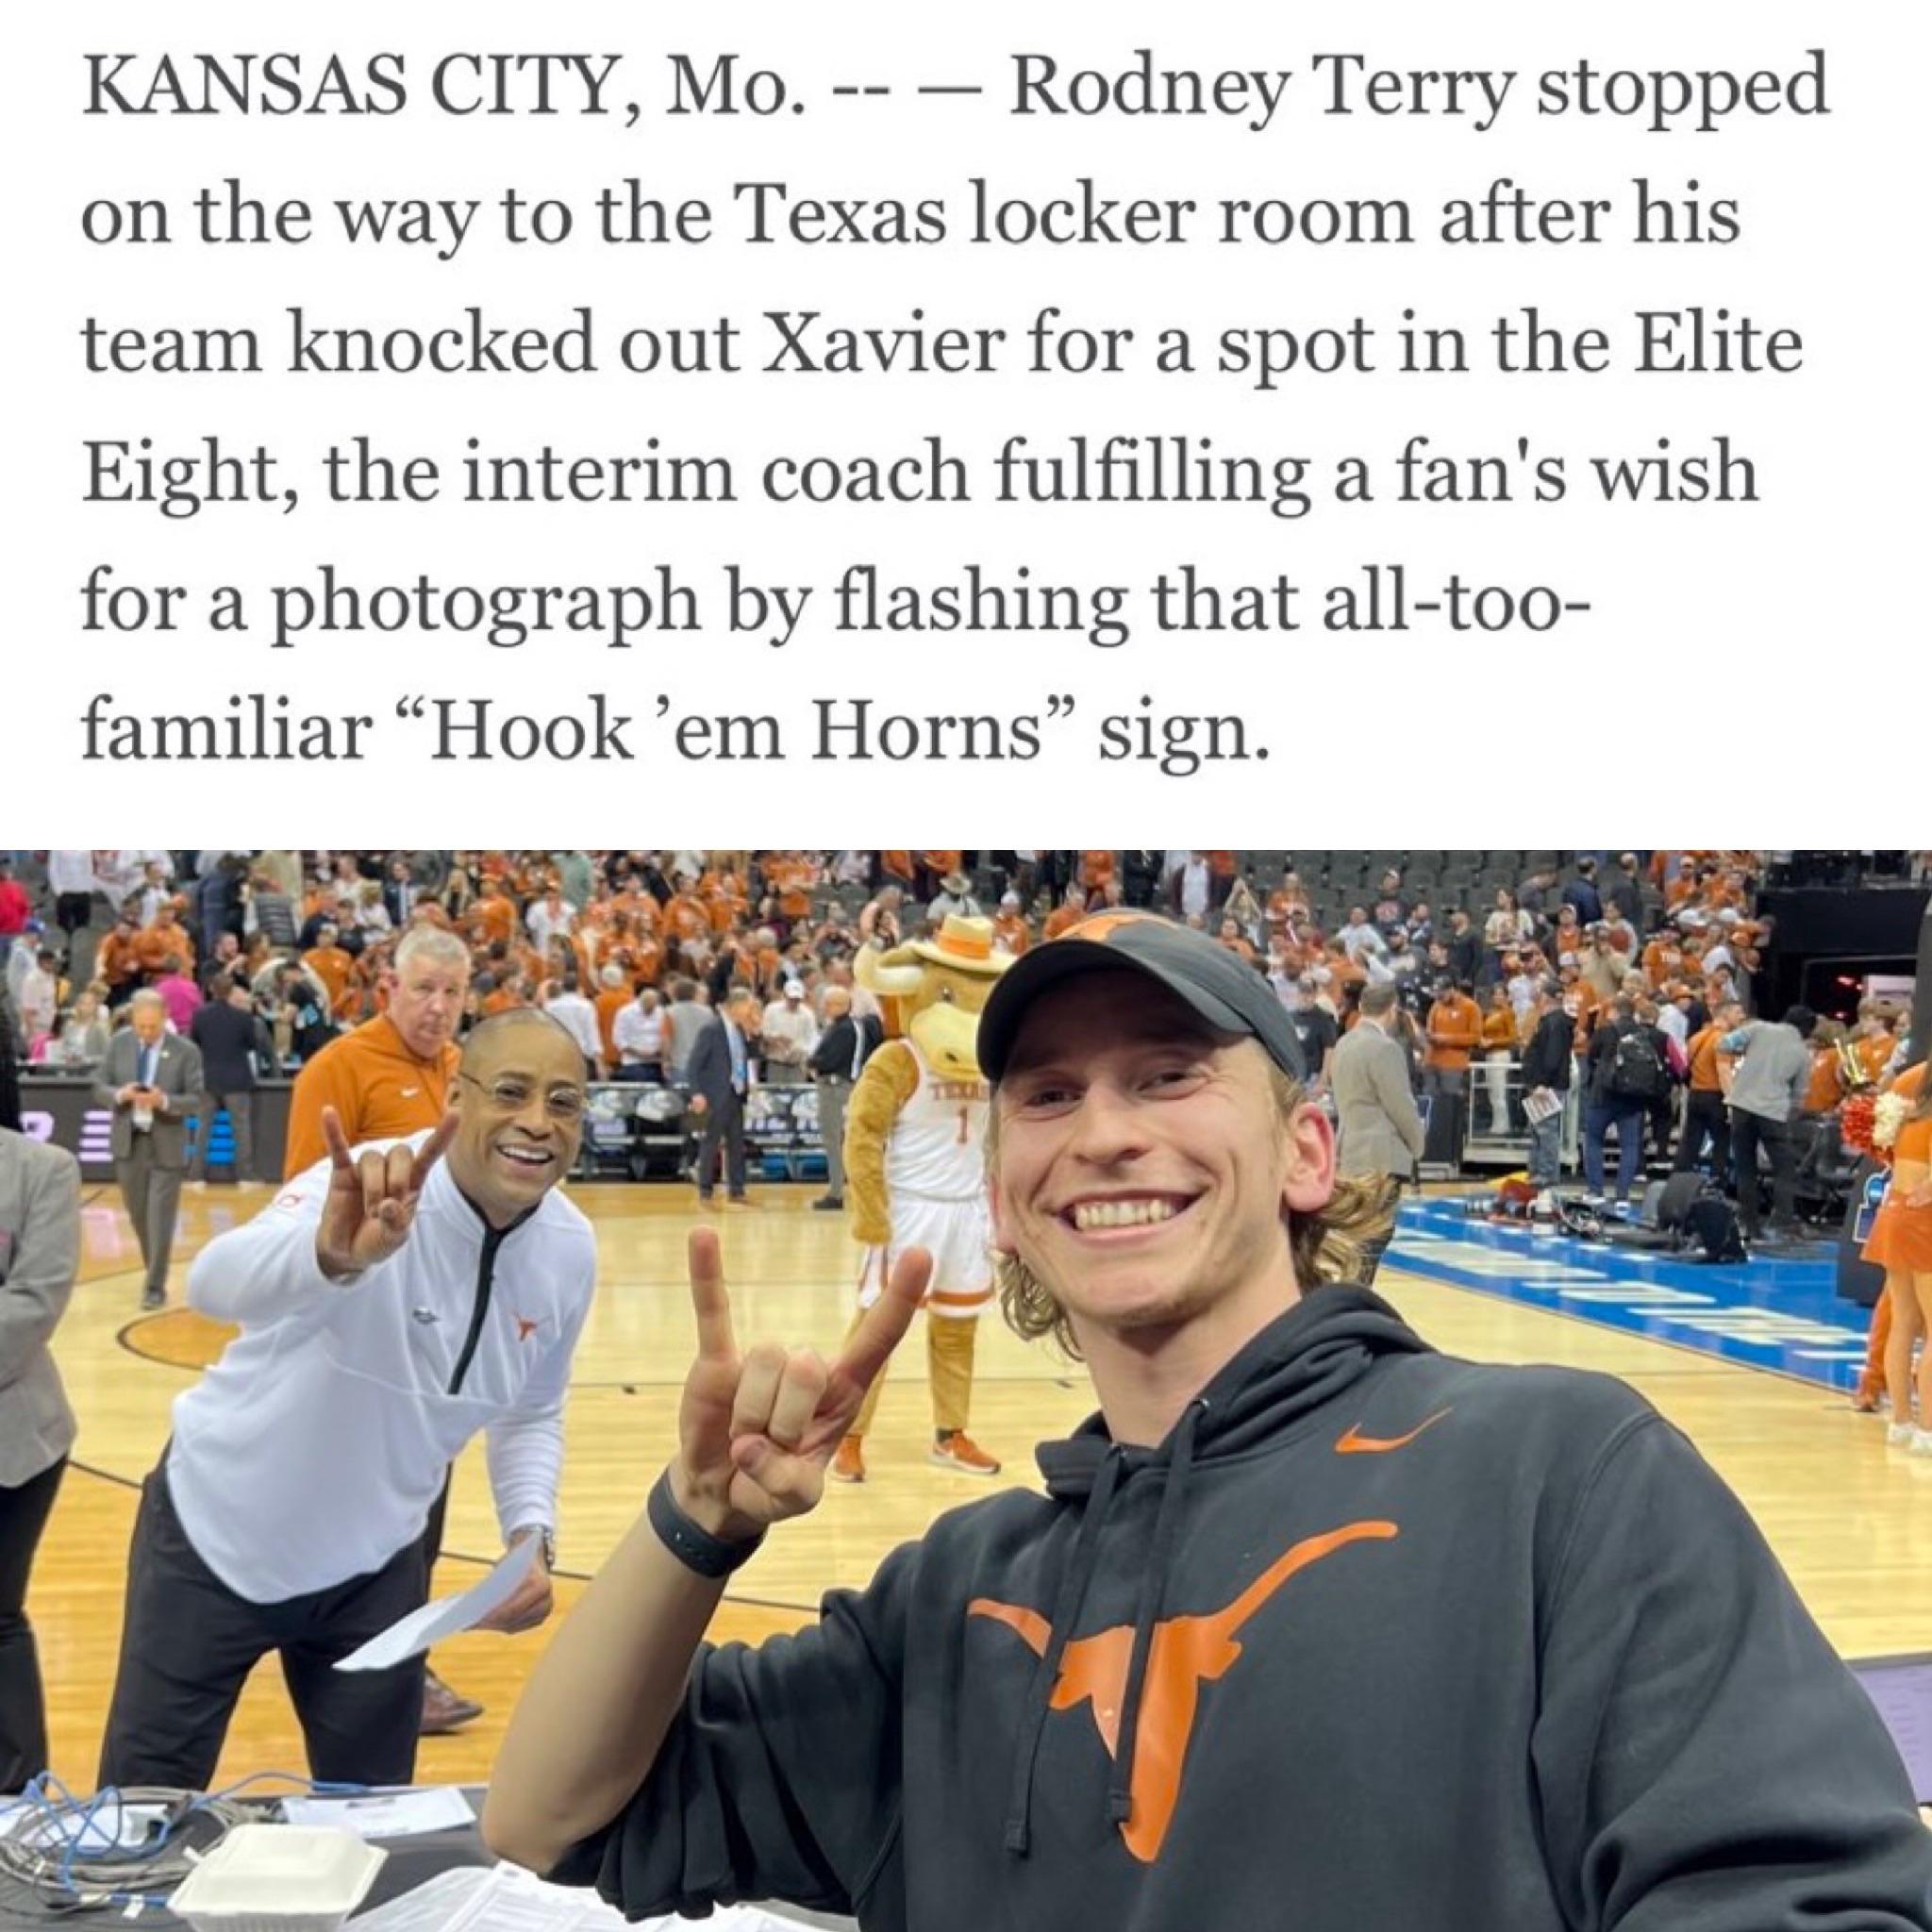 KANSAS CITY, Mo. -- — Rodney Terry stopped
on the way to the Texas locker room after his
team knocked out Xavier for a spot in the Elite
Eight, the interim coach fulfilling a fan's wish
for a photograph by flashing that all-too-
familiar “Hook ’em Horns” sign.
TEXAS
1